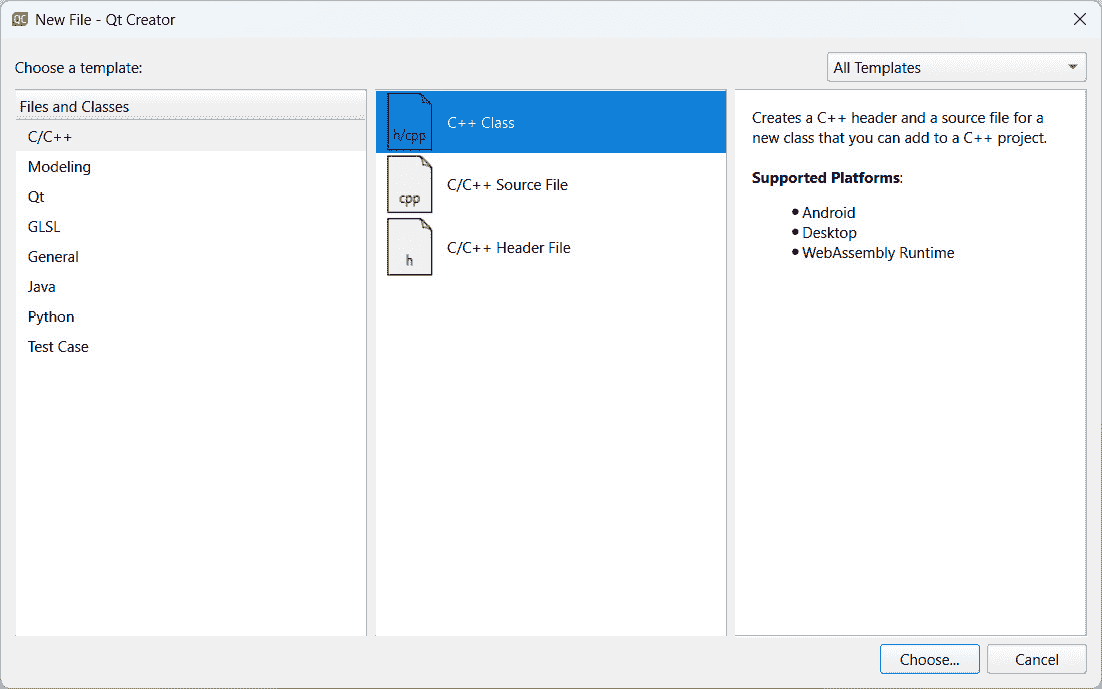 QC New File - Qt Creator
Choose a template:
All Templates
Files and Classes
C/C++
Modeling
Qt
GLSL
General
Java
Python
Test Case
h/cpp
C++ Class
cpp
C/C++ Source File
h
C/C++ Header File
Creates a C++ header and a source file for a
new class that you can add to a C++ project.
Supported Platforms:
● Android
● Desktop
● WebAssembly Runtime
Choose...
Cancel